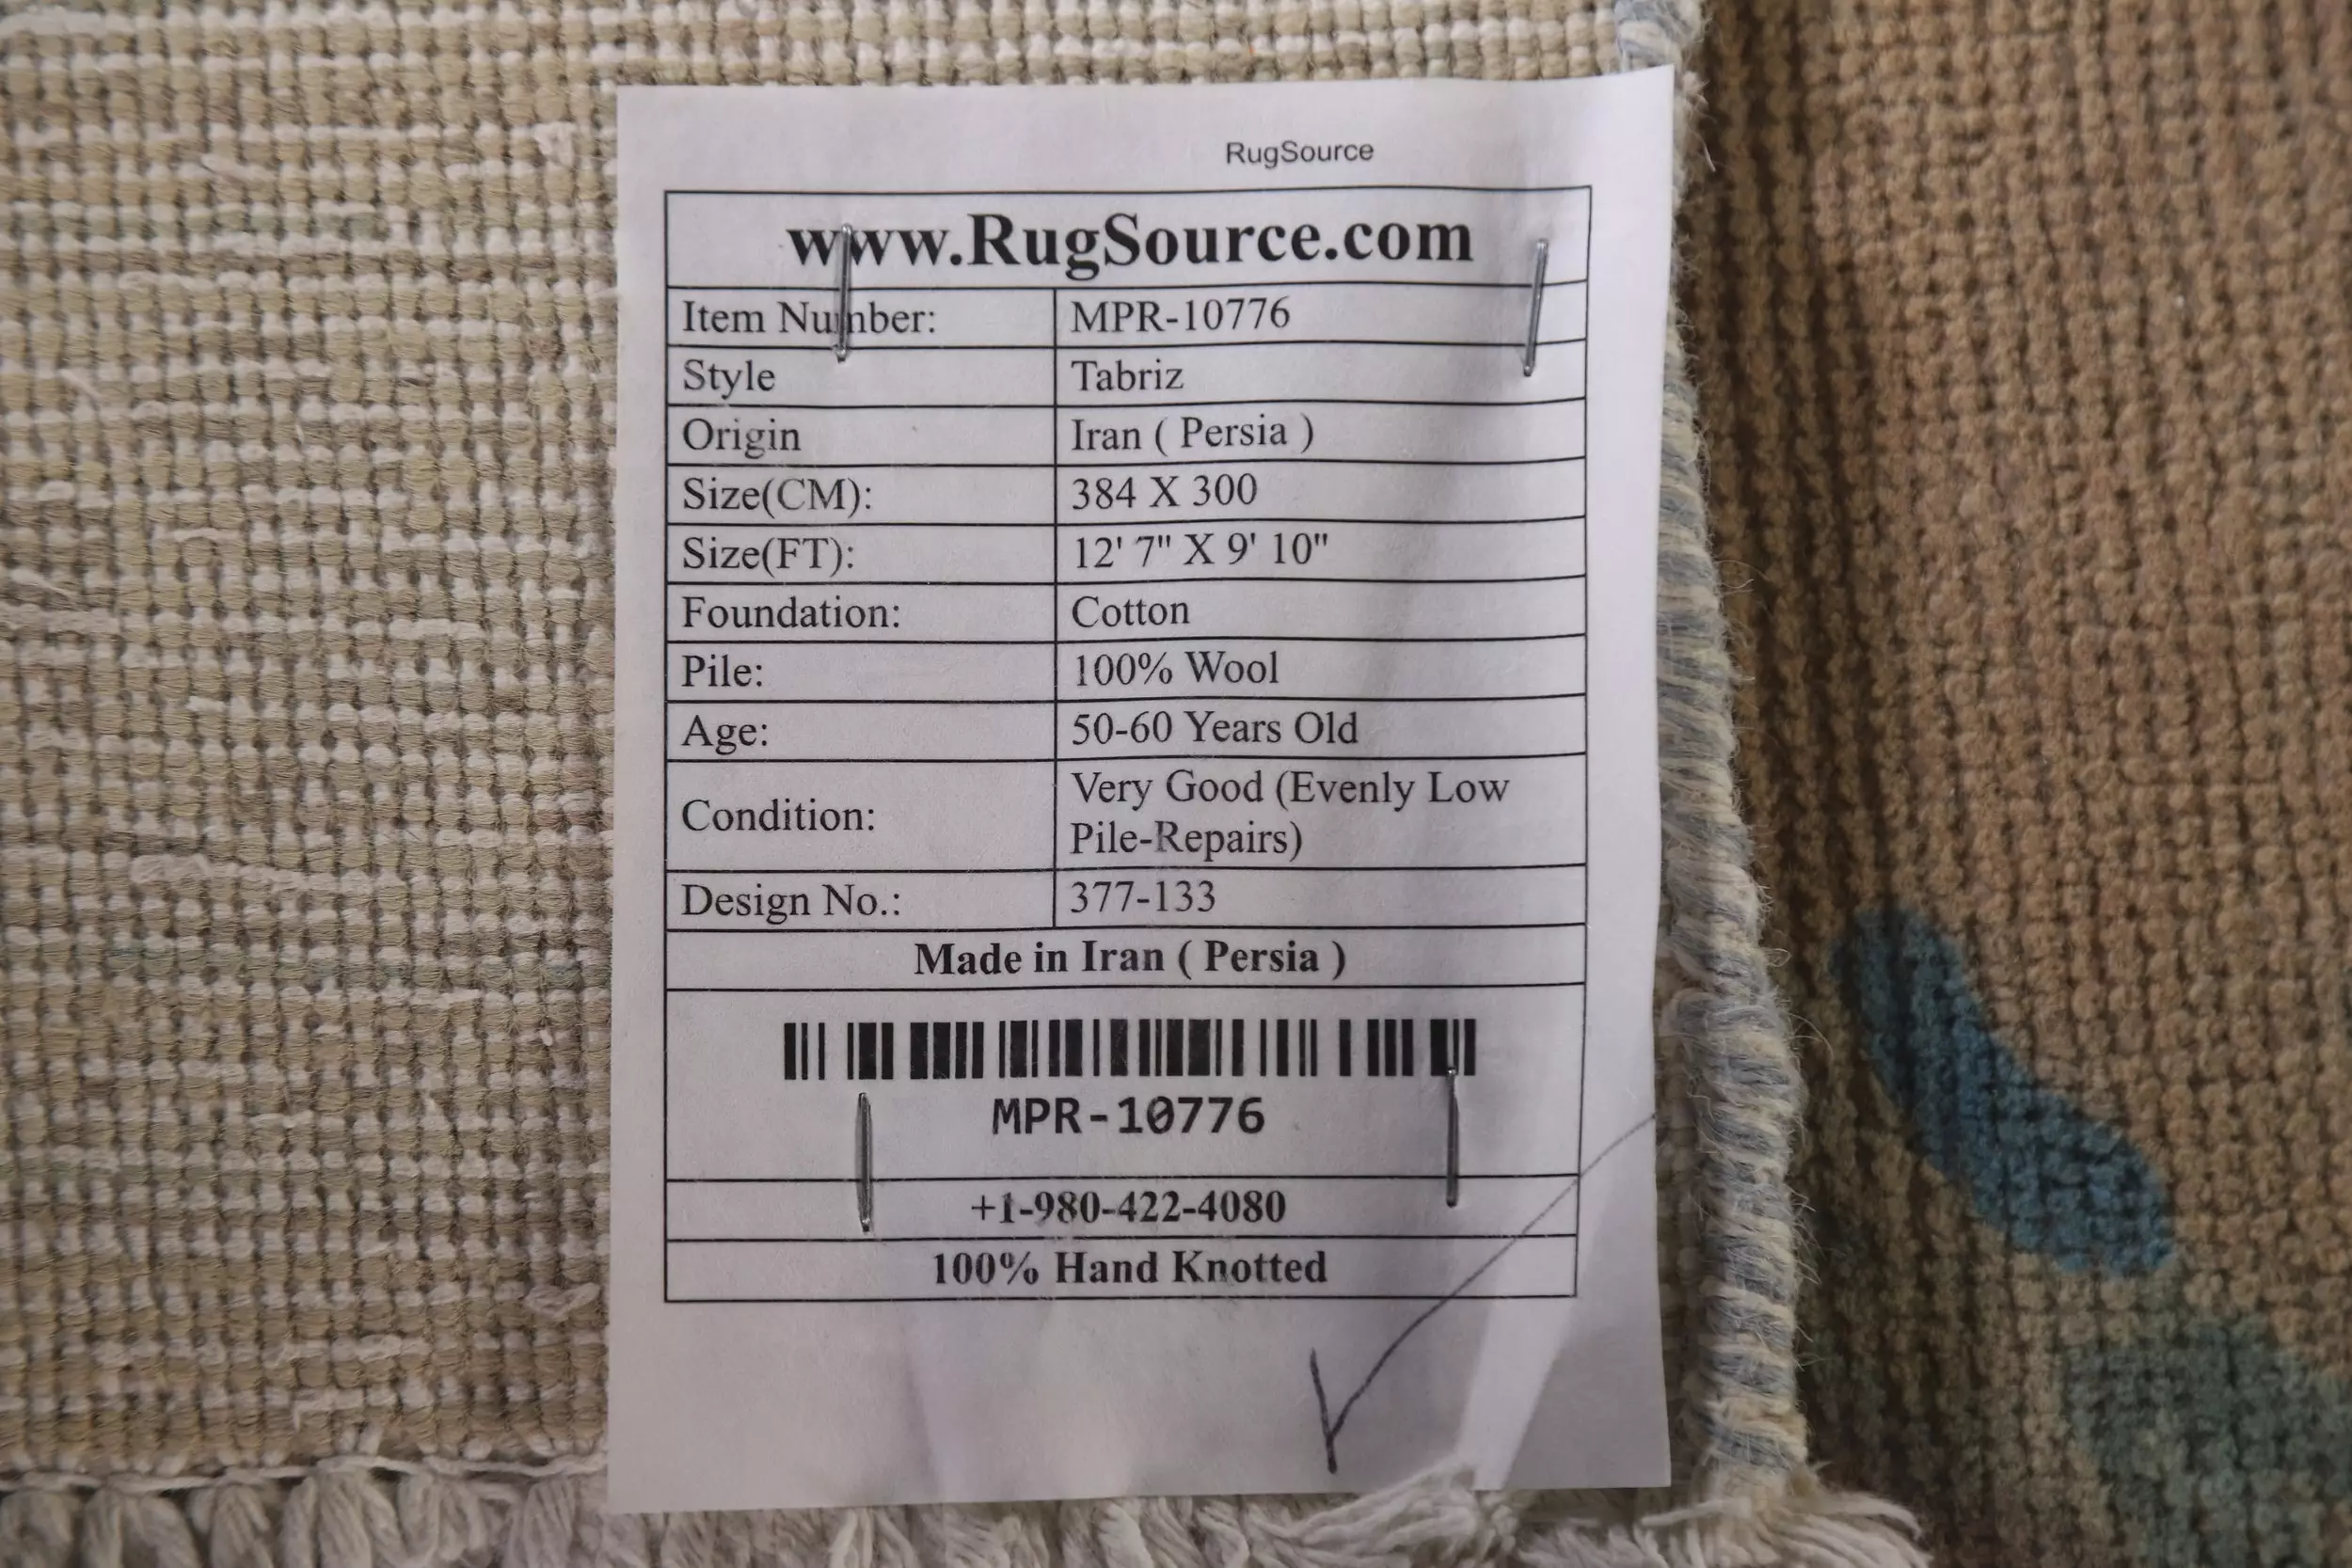 RugSource
www.RugSource.com
Item Number: MPR-10776
Style Tabriz
Origin Iran ( Persia )
Size(CM): 384 X 300
Size(FT): 12' 7" X 9' 10"
Foundation: Cotton
Pile: 100% Wool
Age: 50-60 Years Old
Condition: Very Good (Evenly Low
Pile-Repairs)
Design No.: 377-133
Made in Iran ( Persia )
MPR-10776
+1-980-422-4080
100% Hand Knotted